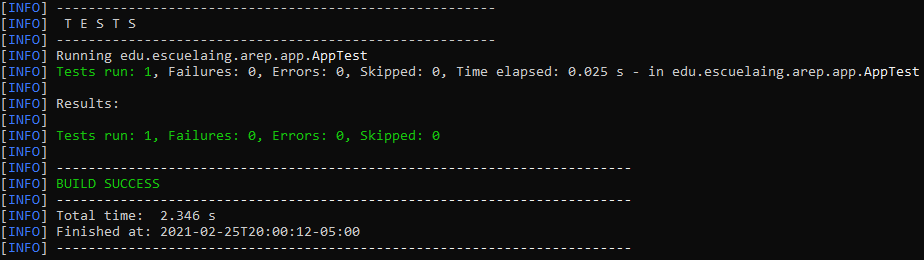 [INFO] -------------------------------------------------------
[INFO]  T E S T S
[INFO] -------------------------------------------------------
[INFO] Running edu.escuelaing.arep.app.AppTest
[INFO] Tests run: 1, Failures: 0, Errors: 0, Skipped: 0, Time elapsed: 0.025 s - in edu.escuelaing.arep.app.AppTest
[INFO]
[INFO] Results:
[INFO]
[INFO] Tests run: 1, Failures: 0, Errors: 0, Skipped: 0
[INFO]
[INFO] ------------------------------------------------------------------------
[INFO] BUILD SUCCESS
[INFO] ------------------------------------------------------------------------
[INFO] Total time:  2.346 s
[INFO] Finished at: 2021-02-25T20:00:12-05:00
[INFO] ------------------------------------------------------------------------